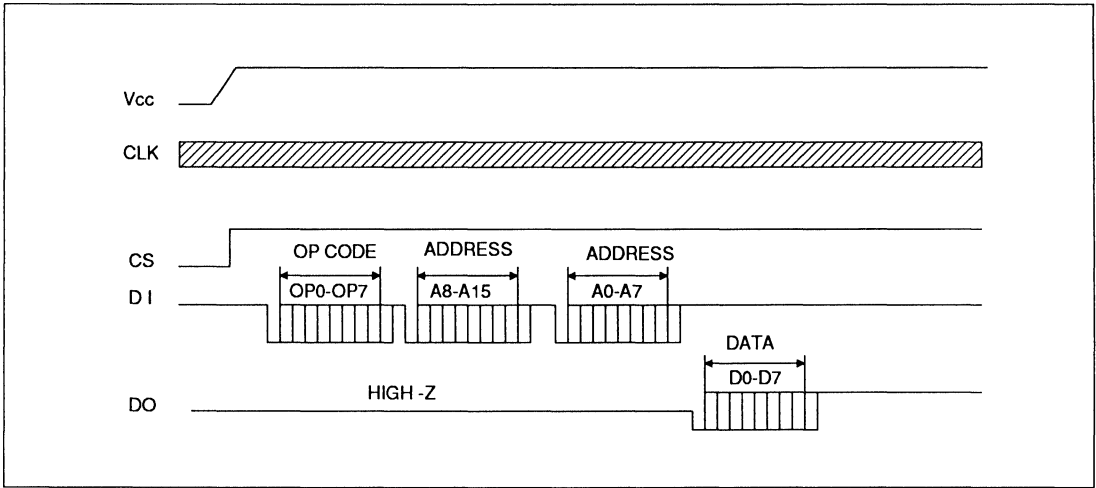 Vcc
CLK
CS
OP CODE ADDRESS ADDRESS
D I OP0-OP7 A8-A15 A0-A7
DATA
D0-D7
DO HIGH -Z